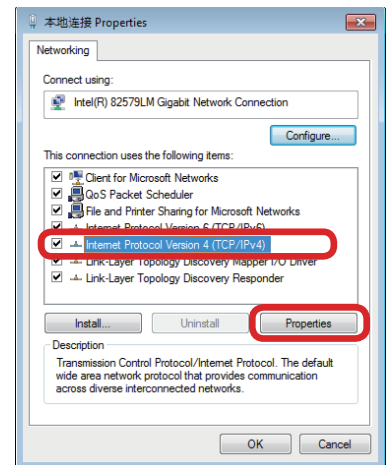 本地连接 Properties
Networking
Connect using:
Intel(R) 82579LM Gigabit Network Connection
Configure...
This connection uses the following items:
Client for Microsoft Networks
QoS Packet Scheduler
File and Printer Sharing for Microsoft Networks
Internet Protocol Version 6 (TCP/IPv6)
Internet Protocol Version 4 (TCP/IPv4)
Link-Layer Topology Discovery Mapper I/O Driver
Link-Layer Topology Discovery Responder
Install... Uninstall Properties
Description
Transmission Control Protocol/Internet Protocol. The default
wide area network protocol that provides communication
across diverse interconnected networks.
OK Cancel